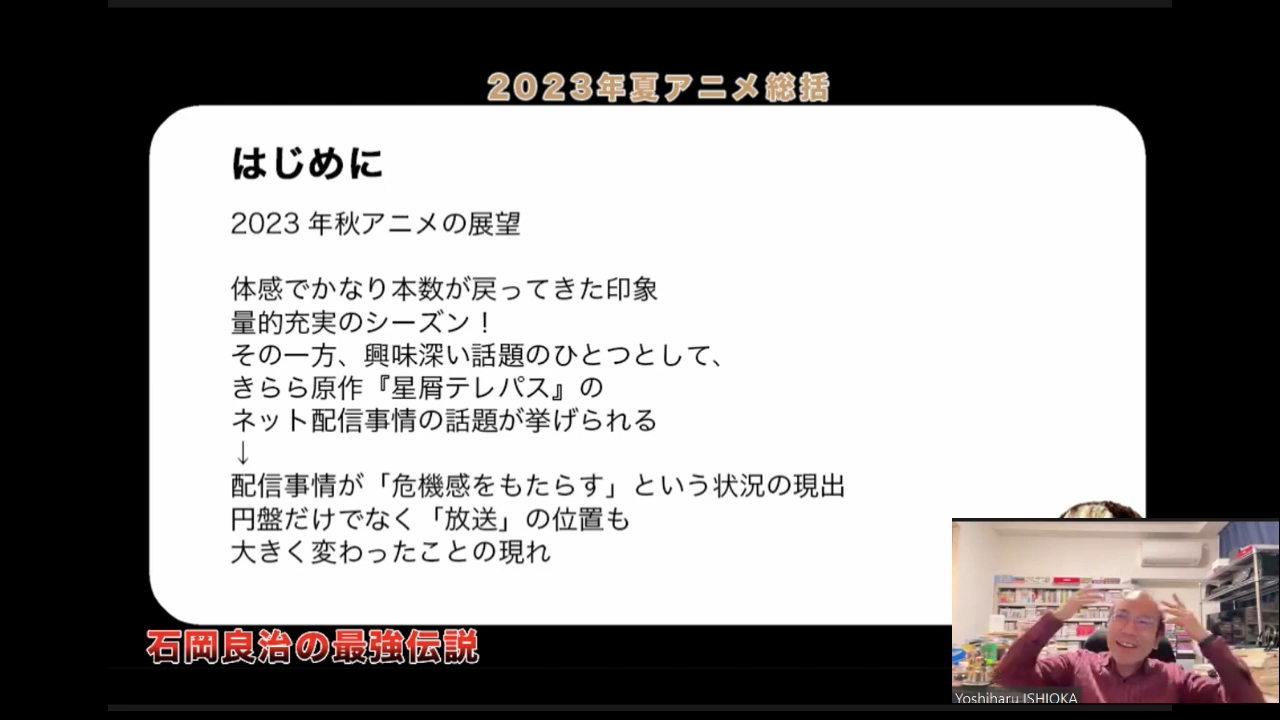 2023年夏アニメ総括
はじめに
2023 年秋アニメの展望
体感でかなり本数が戻ってきた印象
量的充実のシーズン！
その一方、興味深い話題のひとつとして、
きらら原作『星屑テレパス』の
ネット配信事情の話題が挙げられる
↓
配信事情が「危機感をもたらす」という状況の現出
円盤だけでなく「放送」の位置も
大きく変わったことの現れ
石岡良治の最強伝説
Yoshiharu ISHIOKA